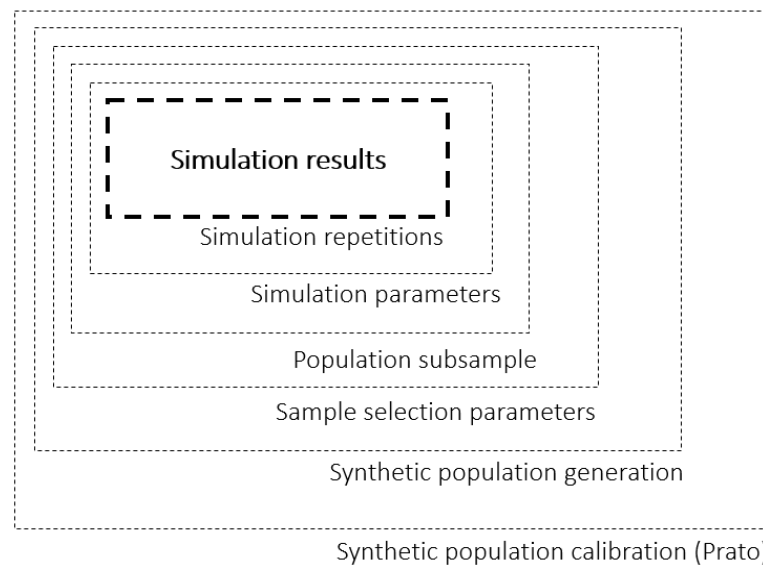 Simulation results
Simulation repetitions
Simulation parameters
Population subsample
Sample selection parameters
Synthetic population generation
Synthetic population calibration (Prato)